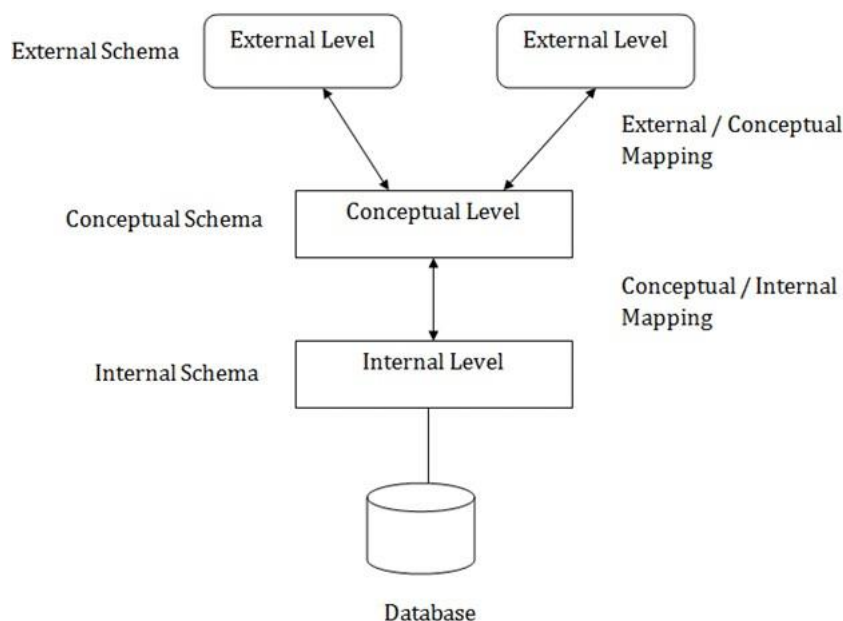 External Level
External Level
External Schema
External / Conceptual
Mapping
Conceptual Schema
Conceptual Level
Conceptual / Internal
Mapping
Internal Level
Internal Schema
Database